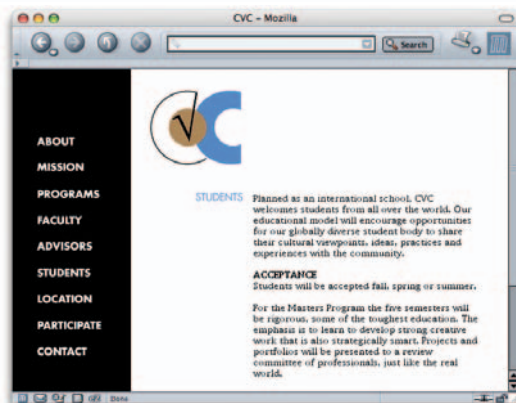 CVC – Mozilla
Search
ABOUT
MISSION
PROGRAMS
FACULTY
ADVISORS
STUDENTS
LOCATION
PARTICIPATE
CONTACT
CVC
STUDENTS
Planned as an international school, CVC
welcomes students from all over the world. Our
educational model will encourage opportunities
for our globally diverse student body to share
their cultural viewpoints, ideas, practices and
experiences with the community.
ACCEPTANCE
Students will be accepted fall, spring or summer.
For the Masters Program the five semesters will
be rigorous, some of the toughest education. The
emphasis is to learn to develop strong creative
work that is also strategically smart. Projects and
portfolios will be presented to a review
committee of professionals, just like the real
world.
Done